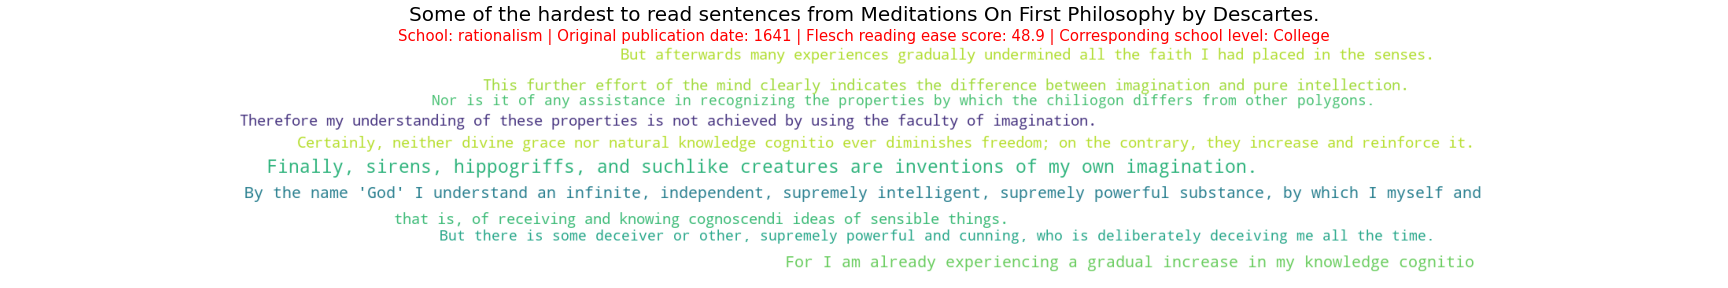 Some of the hardest to read sentences from Meditations On First Philosophy by Descartes.
School: rationalism | Original publication date: 1641 | Flesch reading ease score: 48.9 | Corresponding school level: College
But afterwards many experiences gradually undermined all the faith I had placed in the senses.
This further effort of the mind clearly indicates the difference between imagination and pure intellection.
Nor is it of any assistance in recognizing the properties by which the chiliogon differs from other polygons.
Therefore my understanding of these properties is not achieved by using the faculty of imagination.
Certainly, neither divine grace nor natural knowledge cognitio ever diminishes freedom; on the contrary, they increase and reinforce it.
Finally, sirens, hippogriffs, and suchlike creatures are inventions of my own imagination.
By the name 'God' I understand an infinite, independent, supremely intelligent, supremely powerful substance, by which I myself and
that is, of receiving and knowing cognoscendi ideas of sensible things.
But there is some deceiver or other, supremely powerful and cunning, who is deliberately deceiving me all the time.
For I am already experiencing a gradual increase in my knowledge cognitio